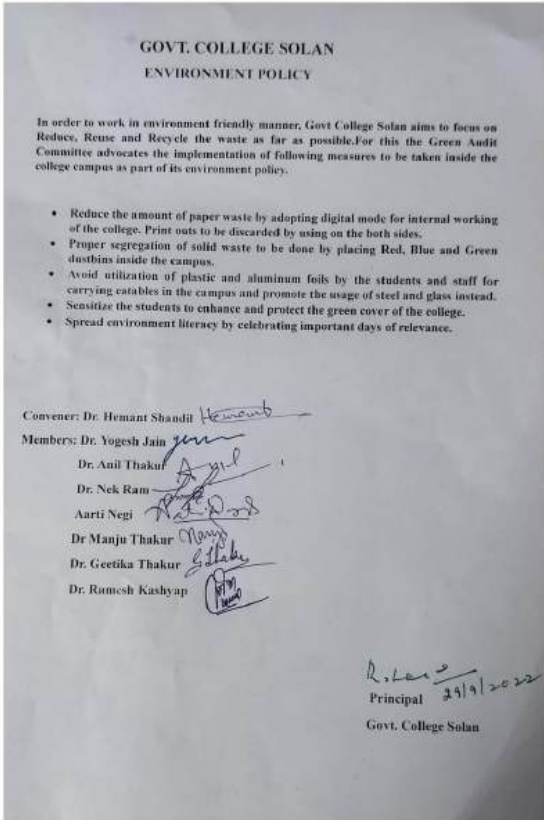 GOVT. COLLEGE SOLAN
ENVIRONMENT POLICY
In order to work in environment friendly manner, Govt College Solan aims to focus on
Reduce, Reuse and Recycle the waste as far as possible.For this the Green Audit
Committee advocates the implementation of following measures to be taken inside the
college campus as part of its environment policy.
• Reduce the amount of paper waste by adopting digital mode for internal working
of the college. Print outs to be discarded by using on the both sides.
• Proper segregation of solid waste to be done by placing Red, Blue and Green
dustbins inside the campus.
• Avoid utilization of plastic and aluminum foils by the students and staff for
carrying eatables in the campus and promote the usage of steel and glass instead.
• Sensitize the students to enhance and protect the green cover of the college.
• Spread environment literacy by celebrating important days of relevance.
Convener: Dr. Hemant Shandil Hemant
Members: Dr. Yogesh Jain
Dr. Anil Thakur Anil
Dr. Nek Ram
Aarti Negi
Dr Manju Thakur Manju
Dr. Geetika Thakur GThakur
Dr. Ramesh Kashyap
Principal 29/9/2022
Govt. College Solan